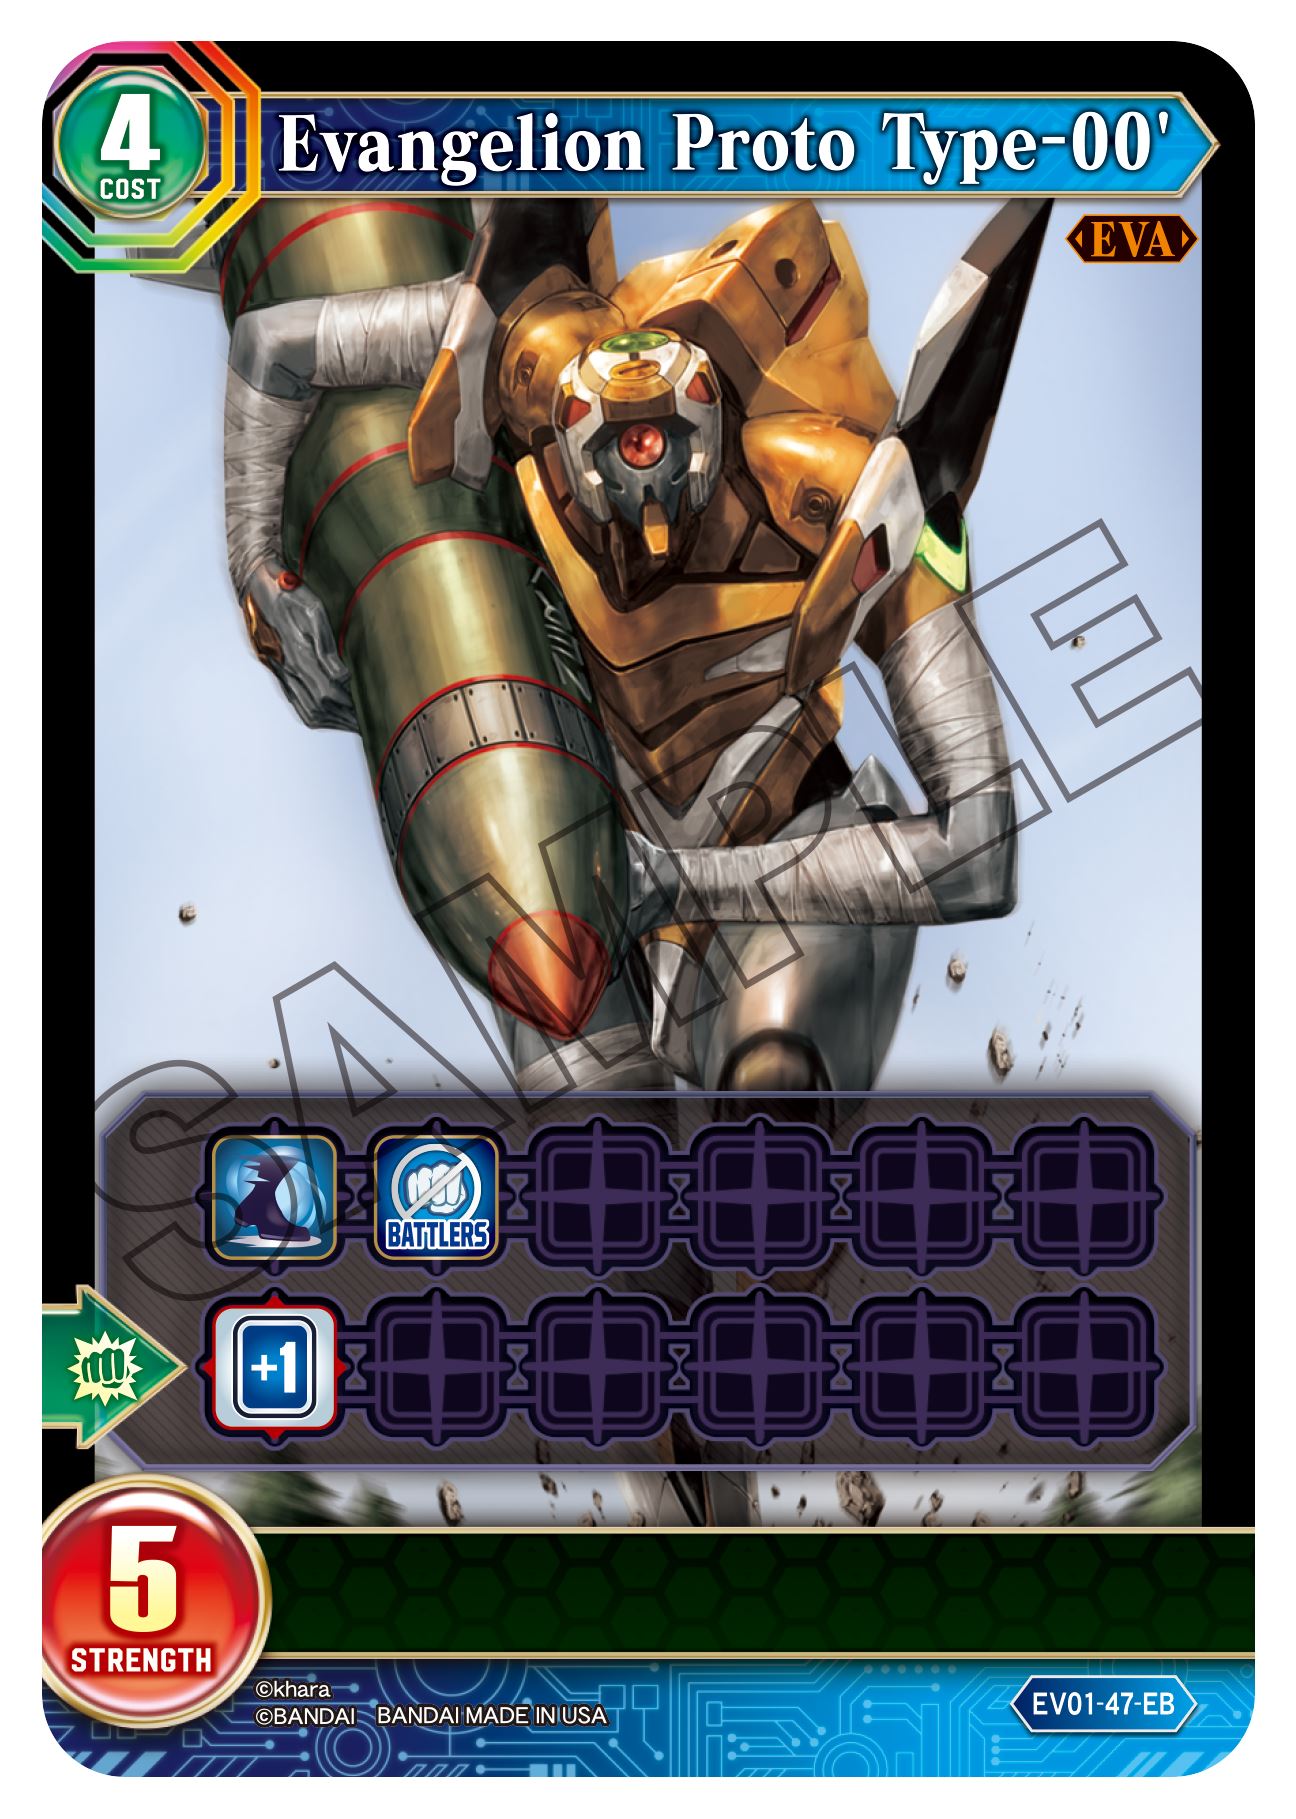 4
COST
Evangelion Proto Type-00'
EVA
SAMPLE
BATTLERS
+1
5
STRENGTH
©khara
©BANDAI BANDAI MADE IN USA
EV01-47-EB